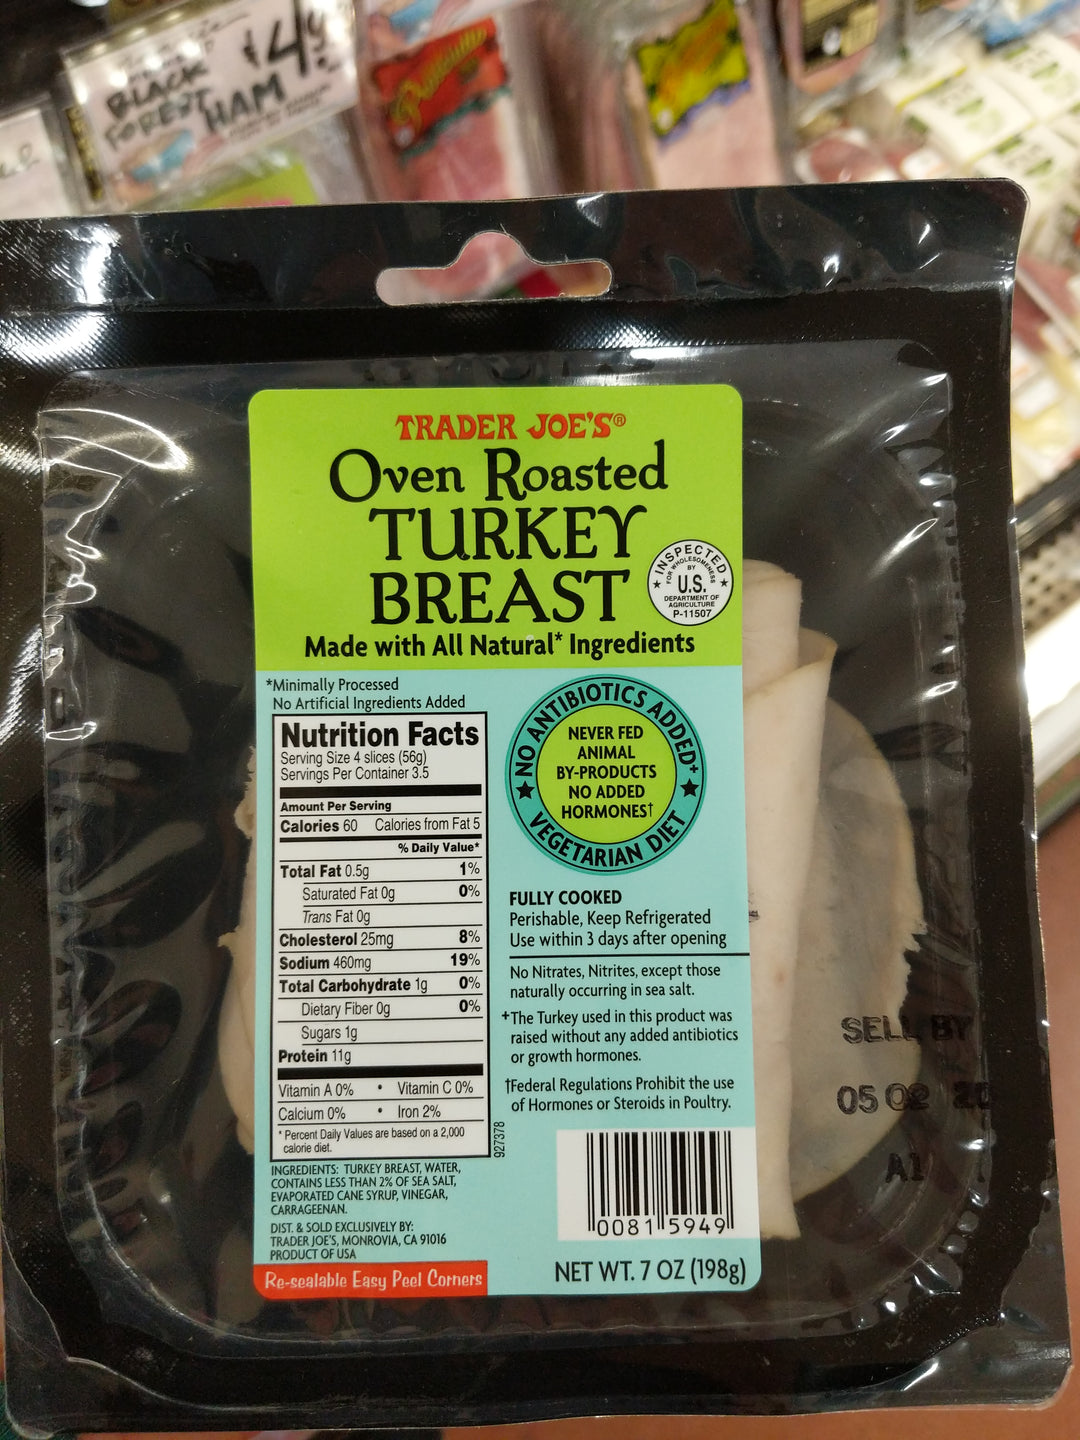 BLACK
FOREST HAM
$4.
TRADER JOE'S®
Oven Roasted
TURKEY
BREAST
Made with All Natural* Ingredients
INSPECTED
FOR WHOLESOMENESS
BY
U.S.
DEPARTMENT OF
AGRICULTURE
P-11507
*Minimally Processed
No Artificial Ingredients Added
Nutrition Facts
Serving Size 4 slices (56g)
Servings Per Container 3.5
Amount Per Serving
Calories 60 Calories from Fat 5
% Daily Value*
Total Fat 0.5g 1%
Saturated Fat 0g 0%
Trans Fat 0g
Cholesterol 25mg 8%
Sodium 460mg 19%
Total Carbohydrate 1g 0%
Dietary Fiber 0g 0%
Sugars 1g
Protein 11g
Vitamin A 0% • Vitamin C 0%
Calcium 0% • Iron 2%
* Percent Daily Values are based on a 2,000
calorie diet.
927378
INGREDIENTS: TURKEY BREAST, WATER,
CONTAINS LESS THAN 2% OF SEA SALT,
EVAPORATED CANE SYRUP, VINEGAR,
CARRAGEENAN.
DIST. & SOLD EXCLUSIVELY BY:
TRADER JOE'S, MONROVIA, CA 91016
PRODUCT OF USA
Re-sealable Easy Peel Corners
NO ANTIBIOTICS ADDED+
NEVER FED
ANIMAL
BY-PRODUCTS
NO ADDED
HORMONES†
VEGETARIAN DIET
FULLY COOKED
Perishable, Keep Refrigerated
Use within 3 days after opening
No Nitrates, Nitrites, except those
naturally occurring in sea salt.
+The Turkey used in this product was
raised without any added antibiotics
or growth hormones.
†Federal Regulations Prohibit the use
of Hormones or Steroids in Poultry.
0081 5949
NET WT. 7 OZ (198g)
SELL BY
05 02
A1